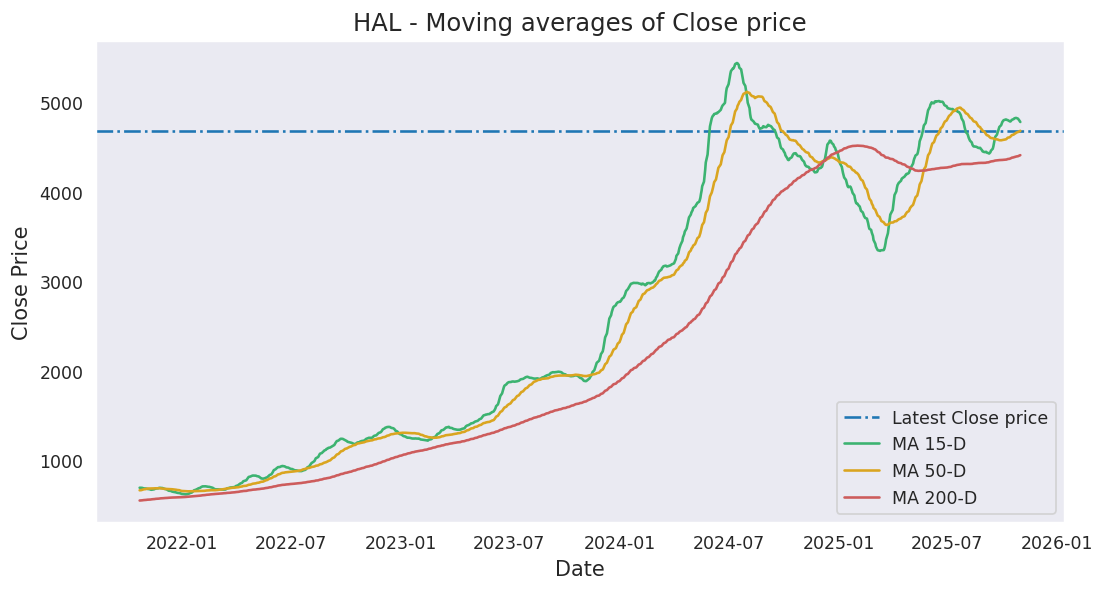 HAL - Moving averages of Close price
Close Price
5000
4000
3000
2000
1000
Latest Close price
MA 15-D
MA 50-D
MA 200-D
2022-01
2022-07
2023-01
2023-07
2024-01
2024-07
2025-01
2025-07
2026-01
Date